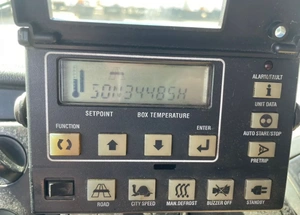 SON34485H
SETPOINT BOX TEMPERATURE
ALARM/FAULT
i
UNIT DATA
FUNCTION
ENTER
AUTO START/STOP
PRETRIP
ROAD CITY SPEED MAN.DEFROST BUZZER OFF STANDBY